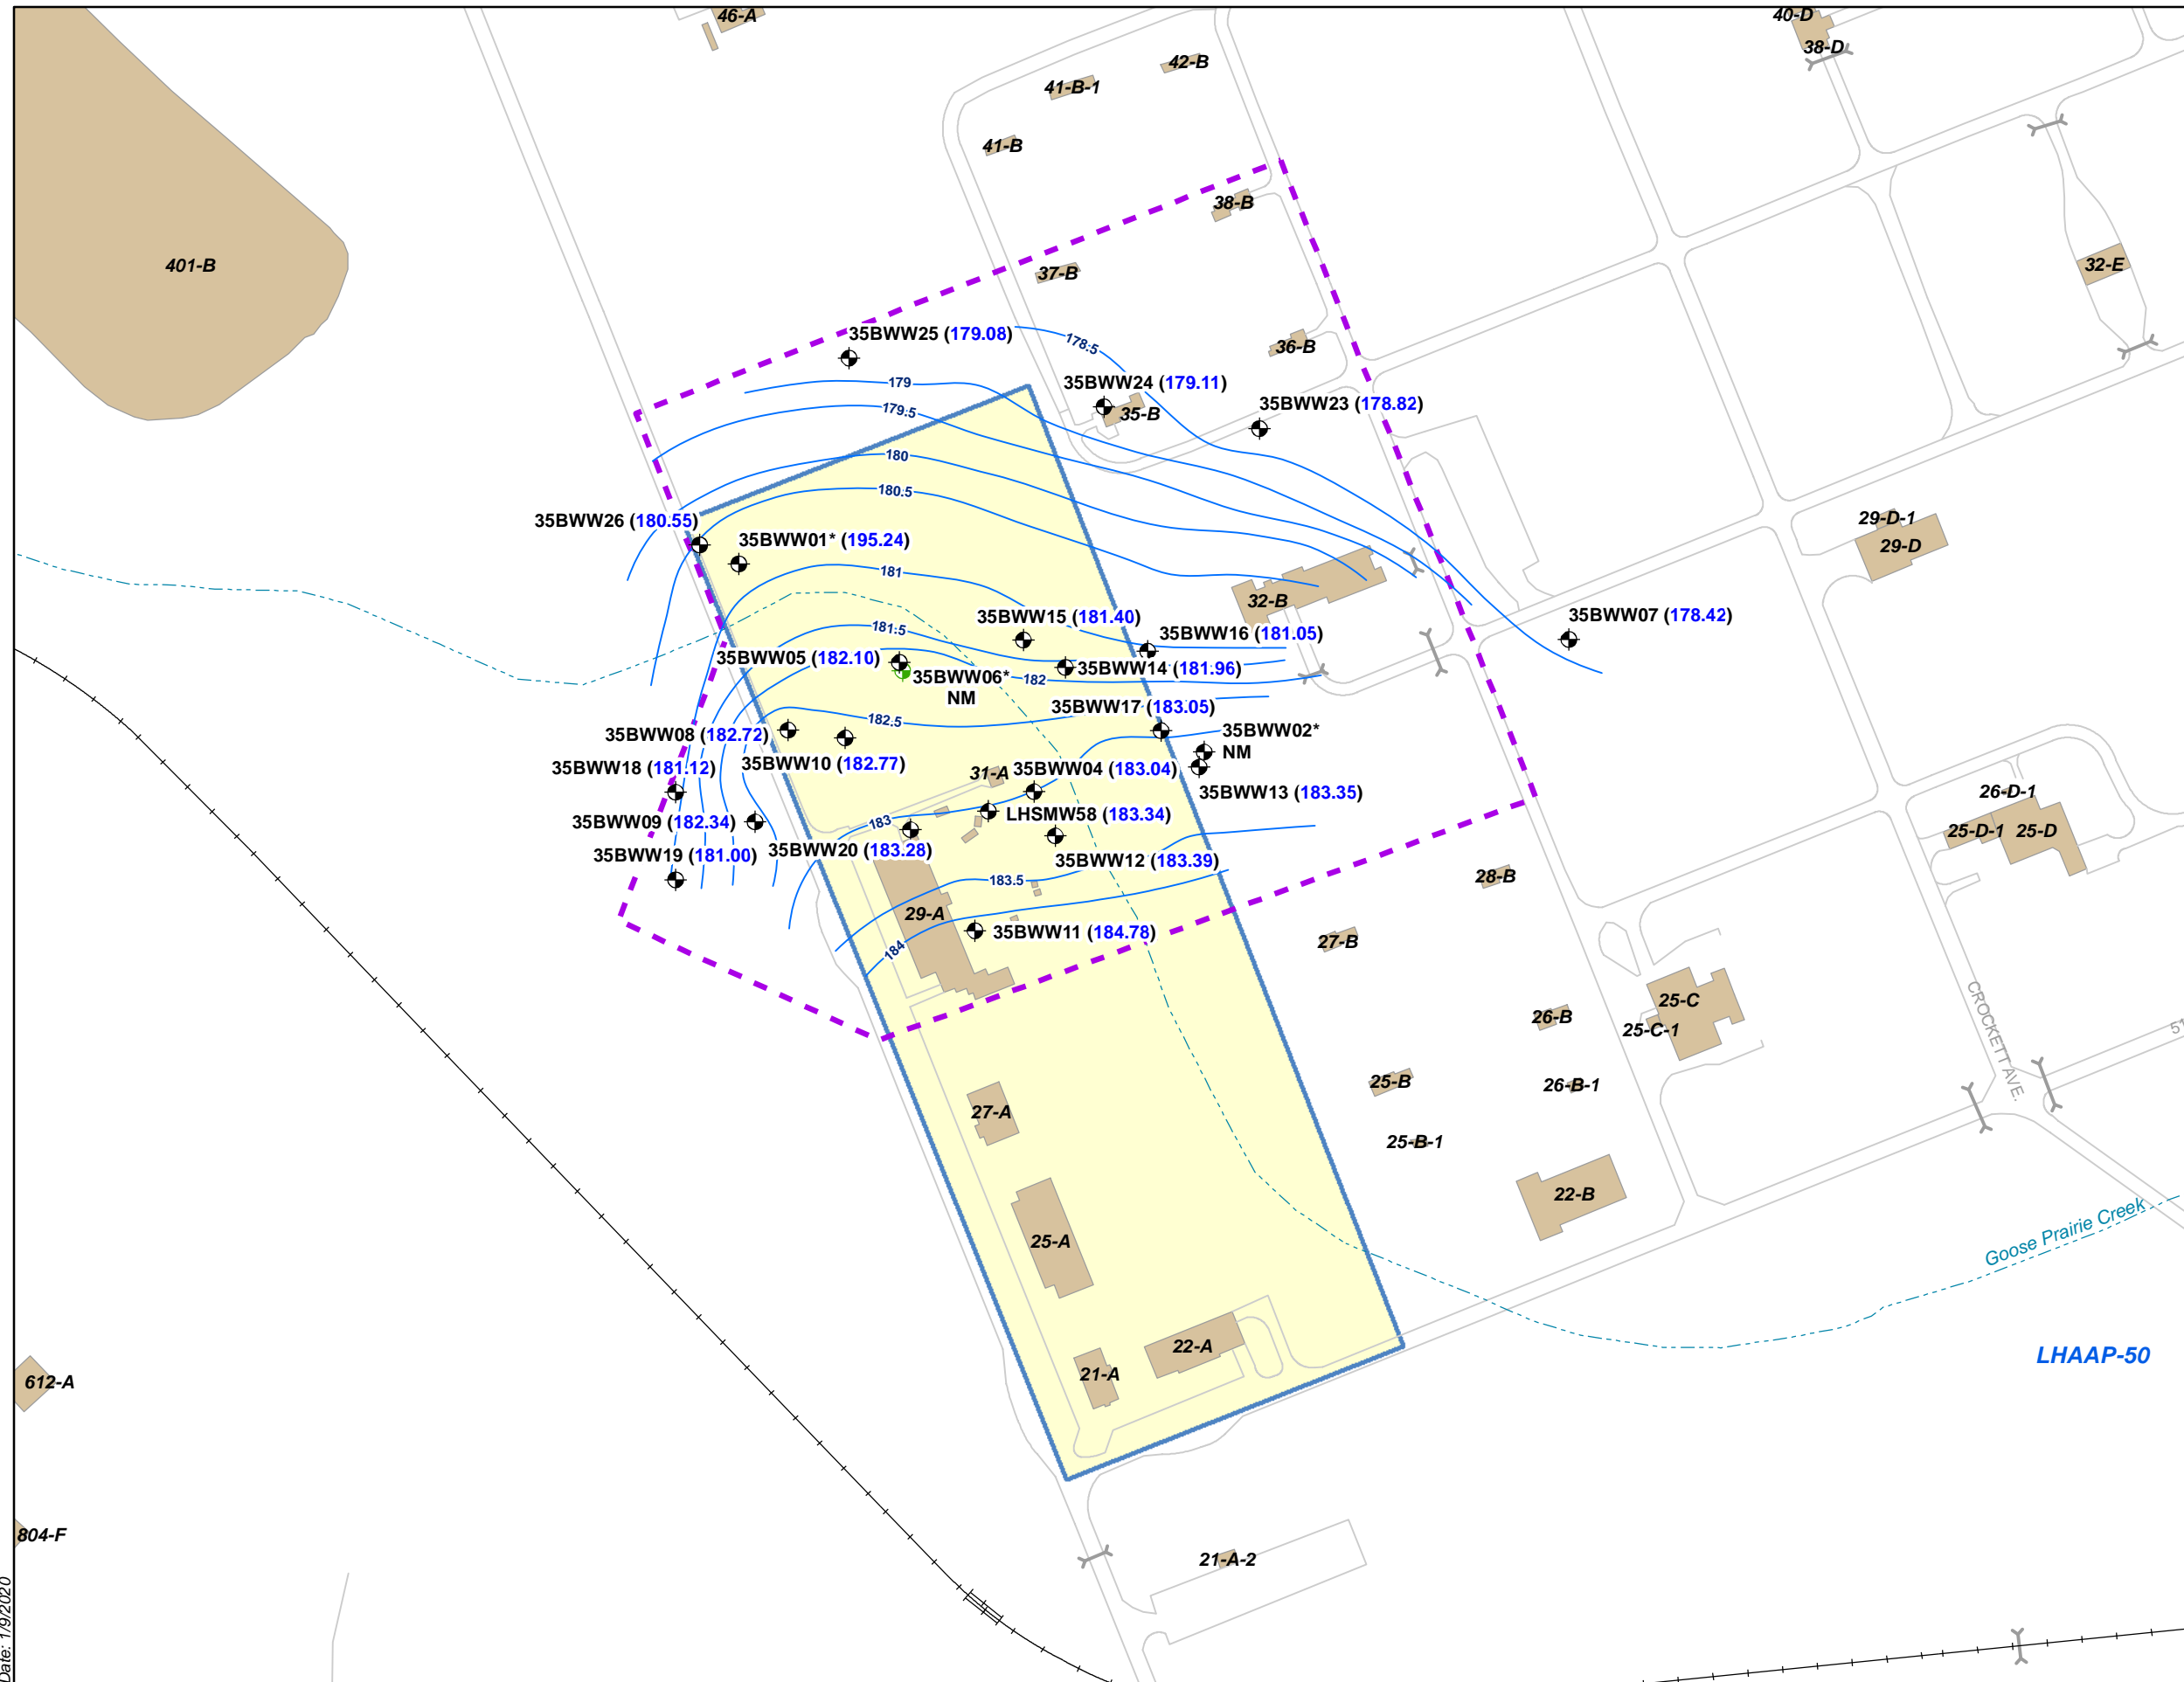 46-A
40-D
38-D
42-B
41-B-1
41-B
38-B
401-B
32-E
37-B
35BWW25 (179.08)
178.5
36-B
179
35BWW24 (179.11)
35BWW23 (178.82)
179.5
35-B
180
180.5
35BWW26 (180.55)
29-D-1
35BWW01* (195.24)
29-D
181
32-B
35BWW15 (181.40)
35BWW07 (178.42)
181.5
35BWW16 (181.05)
35BWW05 (182.10)
35BWW14 (181.96)
35BWW06*
NM
182
35BWW17 (183.05)
182.5
35BWW08 (182.72)
35BWW02*
NM
35BWW10 (182.77)
35BWW18 (181.12)
31-A
35BWW04 (183.04)
35BWW13 (183.35)
26-D-1
35BWW09 (182.34)
183
LHSMW58 (183.34)
25-D-1
25-D
35BWW19 (181.00)
35BWW20 (183.28)
35BWW12 (183.39)
183.5
28-B
29-A
35BWW11 (184.78)
184
27-B
25-C
26-B
25-C-1
CROCKETT AVE.
51
25-B
26-B-1
27-A
25-B-1
22-B
25-A
Goose Prairie Creek
22-A
LHAAP-50
21-A
612-A
804-F
21-A-2
Date: 1/9/2020